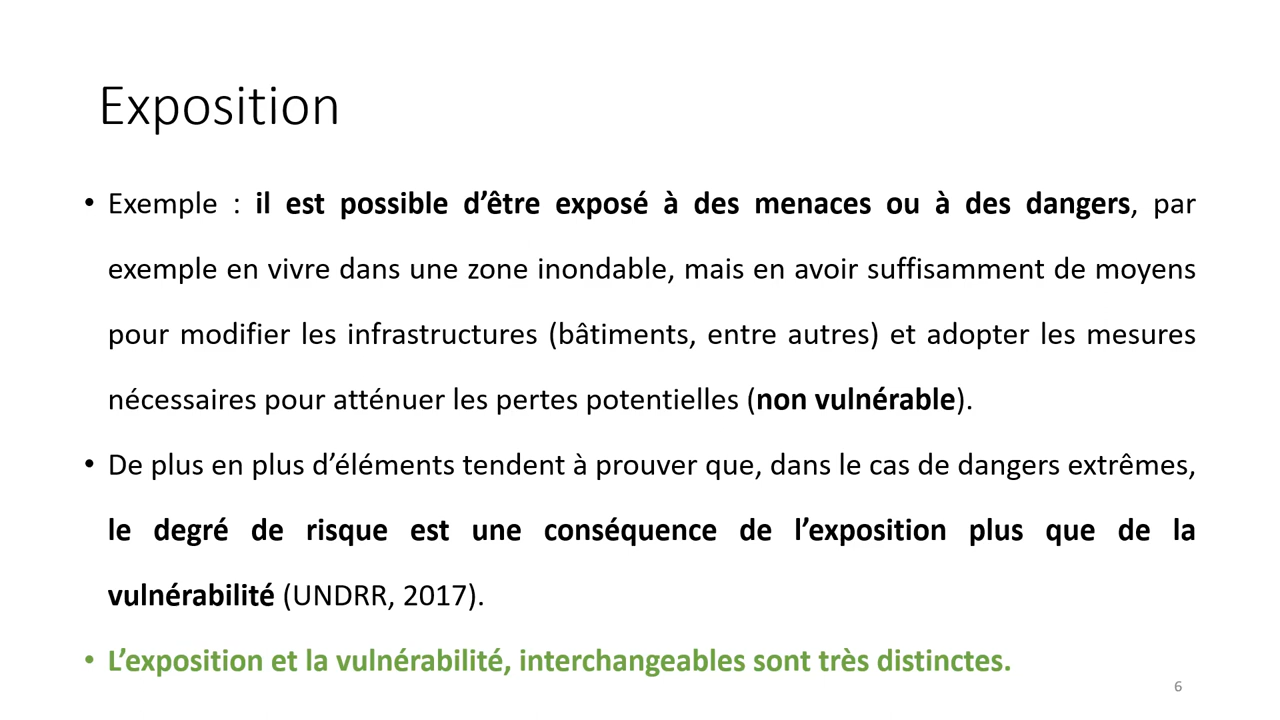 Exposition
• Exemple : il est possible d’être exposé à des menaces ou à des dangers, par
exemple en vivre dans une zone inondable, mais en avoir suffisamment de moyens
pour modifier les infrastructures (bâtiments, entre autres) et adopter les mesures
nécessaires pour atténuer les pertes potentielles (non vulnérable).
• De plus en plus d’éléments tendent à prouver que, dans le cas de dangers extrêmes,
le degré de risque est une conséquence de l’exposition plus que de la
vulnérabilité (UNDRR, 2017).
• L’exposition et la vulnérabilité, interchangeables sont très distinctes.
6